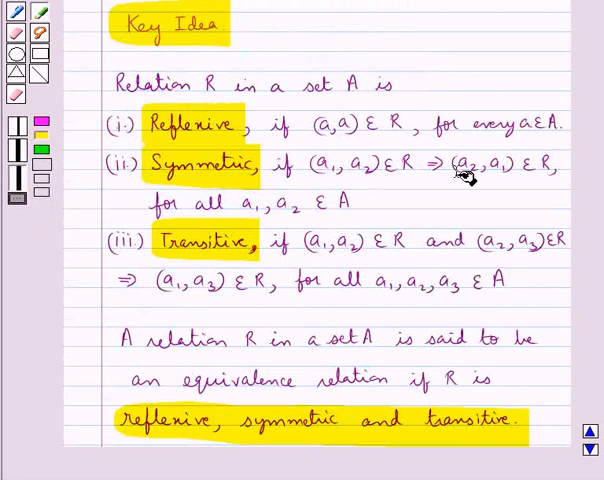 Key Idea
Relation R in a set A is
(i.) Reflexive, if (a,a) ε R, for every a ε A.
(ii.) Symmetric, if (a₁, a₂) ε R ⇒ (a₂, a₁) ε R,
for all a₁, a₂ ε A
(iii.) Transitive, if (a₁, a₂) ε R and (a₂, a₃) ε R
⇒ (a₁, a₃) ε R, for all a₁, a₂, a₃ ε A
A relation R in a set A is said to be
an equivalence relation if R is
reflexive, symmetric and transitive.